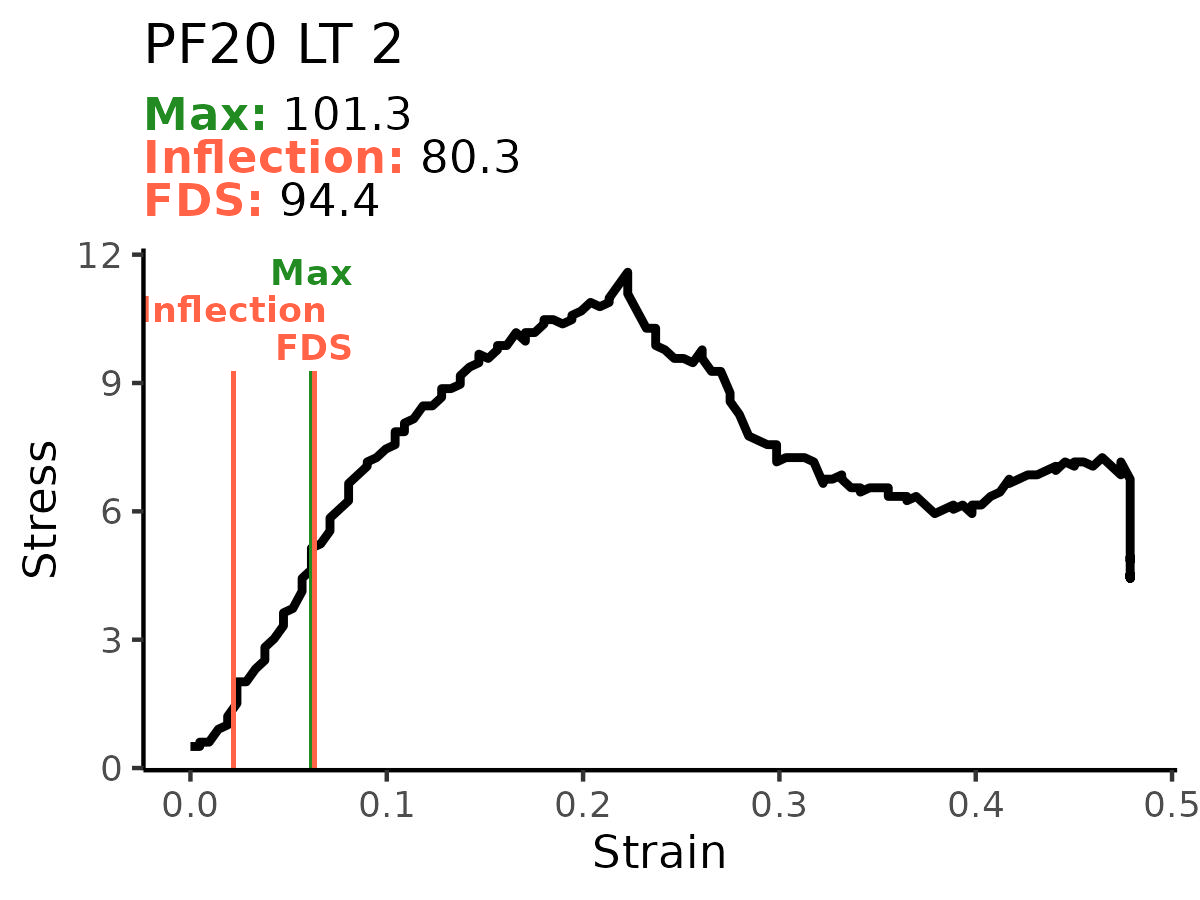 PF20 LT 2
Max: 101.3
Inflection: 80.3
FDS: 94.4
12
Max
Inflection
FDS
9
6
3
0
Stress
0.0 0.1 0.2 0.3 0.4 0.5
Strain